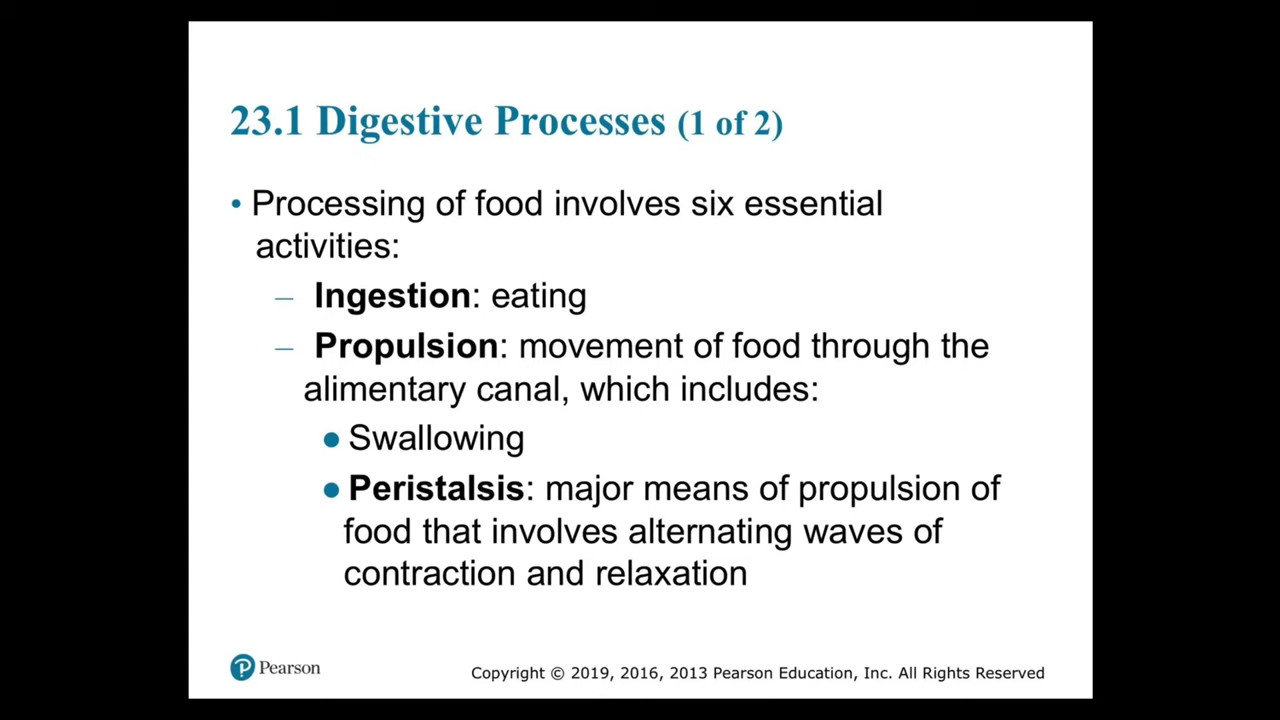 23.1 Digestive Processes (1 of 2)
• Processing of food involves six essential
activities:
– Ingestion: eating
– Propulsion: movement of food through the
alimentary canal, which includes:
● Swallowing
● Peristalsis: major means of propulsion of
food that involves alternating waves of
contraction and relaxation
P Pearson
Copyright © 2019, 2016, 2013 Pearson Education, Inc. All Rights Reserved